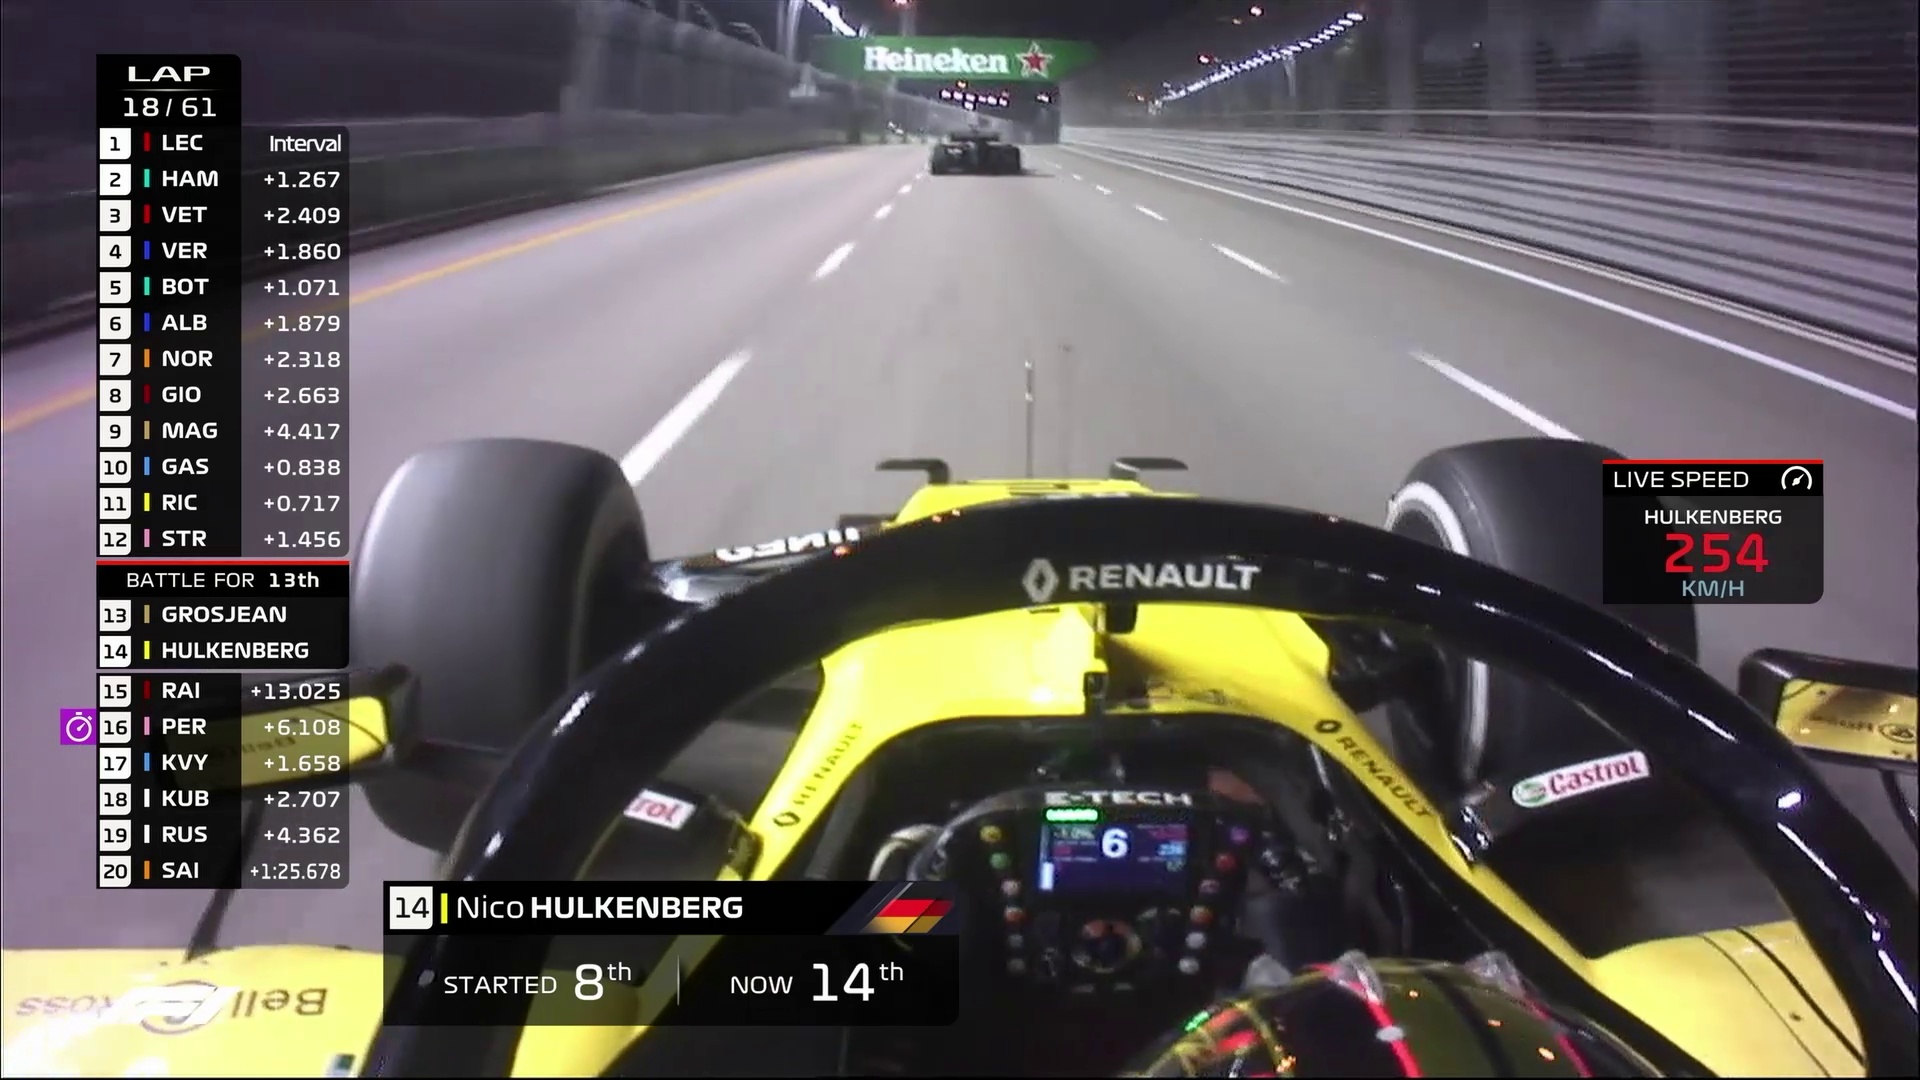 Heineken
LAP
18/61
1 LEC Interval
2 HAM +1.267
3 VET +2.409
4 VER +1.860
5 BOT +1.071
6 ALB +1.879
7 NOR +2.318
8 GIO +2.663
9 MAG +4.417
10 GAS +0.838
11 RIC +0.717
12 STR +1.456
BATTLE FOR 13th
13 GROSJEAN
14 HULKENBERG
15 RAI +13.025
16 PER +6.108
17 KVY +1.658
18 KUB +2.707
19 RUS +4.362
20 SAI +1:25.678
LIVE SPEED
HULKENBERG
254
KM/H
RENAULT
RENAULT
RENAULT
Castrol
rol
E-TECH
6
14 Nico HULKENBERG
STARTED 8th NOW 14th
Bell & Ross
F1